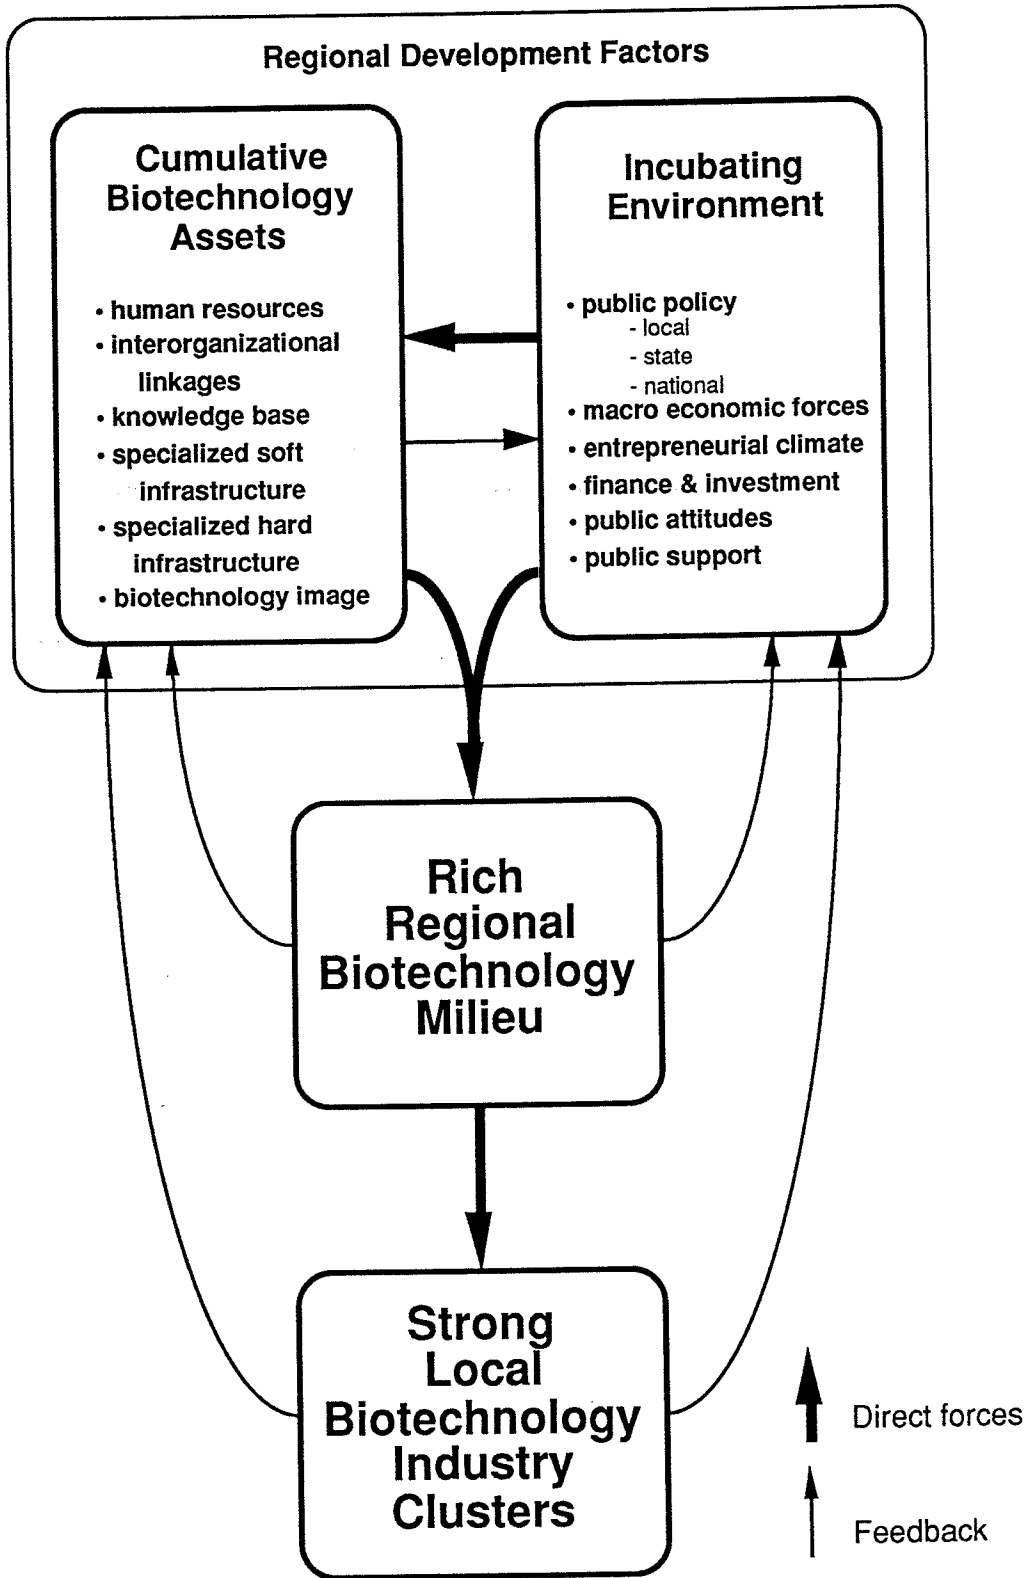 Regional Development Factors
Cumulative
Biotechnology
Assets
• human resources
• interorganizational
linkages
• knowledge base
• specialized soft
infrastructure
• specialized hard
infrastructure
• biotechnology image
Incubating
Environment
• public policy
- local
- state
- national
• macro economic forces
• entrepreneurial climate
• finance & investment
• public attitudes
• public support
Rich
Regional
Biotechnology
Milieu
Strong
Local
Biotechnology
Industry
Clusters
Direct forces
Feedback